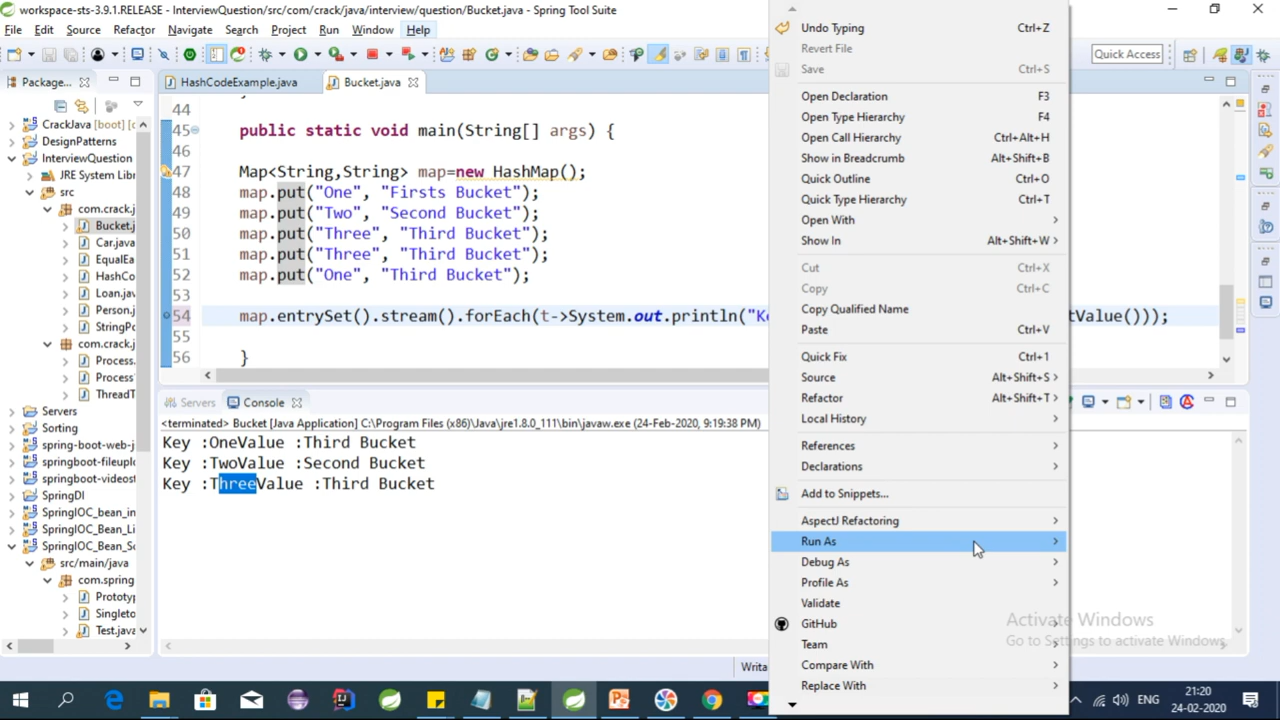 workspace-sts-3.9.1.RELEASE - InterviewQuestion/src/com/crack/java/interview/question/Bucket.java - Spring Tool Suite
File Edit Source Refactor Navigate Search Project Run Window Help
Quick Access
Package...
HashCodeExample.java
Bucket.java
CrackJava [boot] [c
DesignPatterns
InterviewQuestion
JRE System Libr
src
com.crack.j
Bucket.j
Car.java
EqualEa
HashCo
Loan.jav
Person.j
StringPo
com.crack.j
Process.
Process
ThreadT
Servers
Sorting
spring-boot-web-j
springboot-fileuplo
springboot-videost
SpringDI
SpringIOC_bean_in
SpringIOC_Bean_Li
SpringIOC_Bean_Sc
src/main/java
com.spring
Prototyp
Singleto
Test.java
44
45 public static void main(String[] args) {
46
47 Map<String,String> map=new HashMap();
48 map.put("One", "Firsts Bucket");
49 map.put("Two", "Second Bucket");
50 map.put("Three", "Third Bucket");
51 map.put("Three", "Third Bucket");
52 map.put("One", "Third Bucket");
53
54 map.entrySet().stream().forEach(t->System.out.println("Ke tValue()));
55
56 }
Servers Console
<terminated> Bucket [Java Application] C:\Program Files (x86)\Java\jre1.8.0_111\bin\javaw.exe (24-Feb-2020, 9:19:38 PM)
Key :OneValue :Third Bucket
Key :TwoValue :Second Bucket
Key :ThreeValue :Third Bucket
Undo Typing Ctrl+Z
Revert File
Save Ctrl+S
Open Declaration F3
Open Type Hierarchy F4
Open Call Hierarchy Ctrl+Alt+H
Show in Breadcrumb Alt+Shift+B
Quick Outline Ctrl+O
Quick Type Hierarchy Ctrl+T
Open With
Show In Alt+Shift+W
Cut Ctrl+X
Copy Ctrl+C
Copy Qualified Name
Paste Ctrl+V
Quick Fix Ctrl+1
Source Alt+Shift+S
Refactor Alt+Shift+T
Local History
References
Declarations
Add to Snippets...
AspectJ Refactoring
Run As
Debug As
Profile As
Validate
GitHub
Team
Compare With
Replace With
Activate Windows
Go to Settings to activate Windows.
Writa
ENG
21:20
24-02-2020